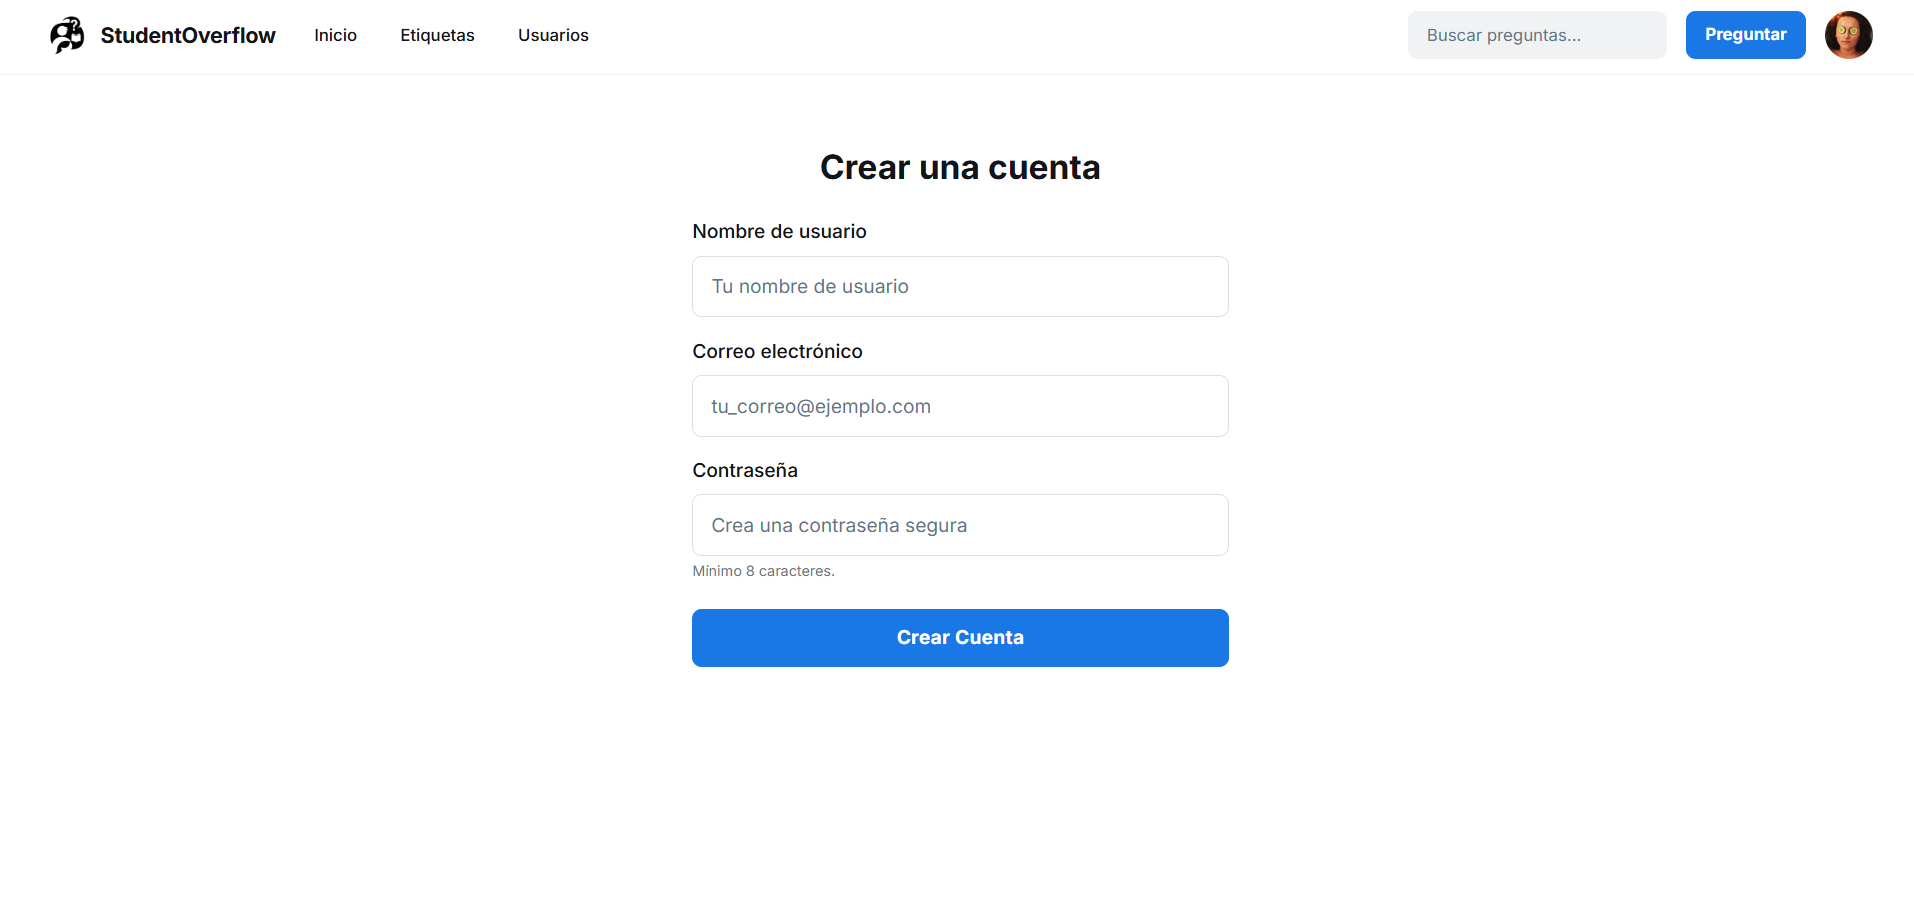 StudentOverflow Inicio Etiquetas Usuarios Buscar preguntas... Preguntar
Crear una cuenta
Nombre de usuario
Tu nombre de usuario
Correo electrónico
tu_correo@ejemplo.com
Contraseña
Crea una contraseña segura
Mínimo 8 caracteres.
Crear Cuenta